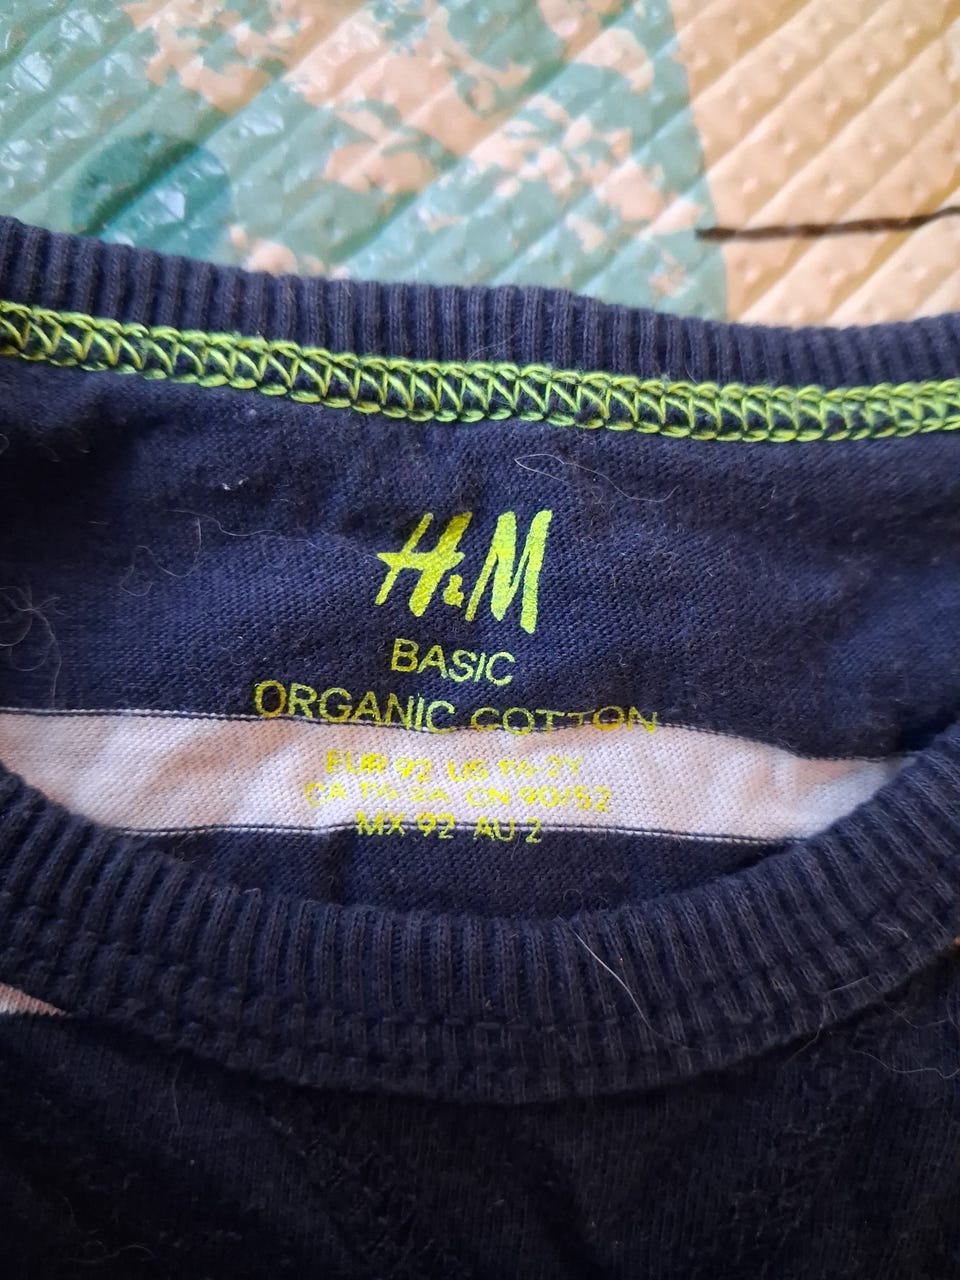 H&M
BASIC
ORGANIC COTTON
EUR 92 US 1½-2Y
CA 1½-2A CN 90/52
MX 92 AU 2